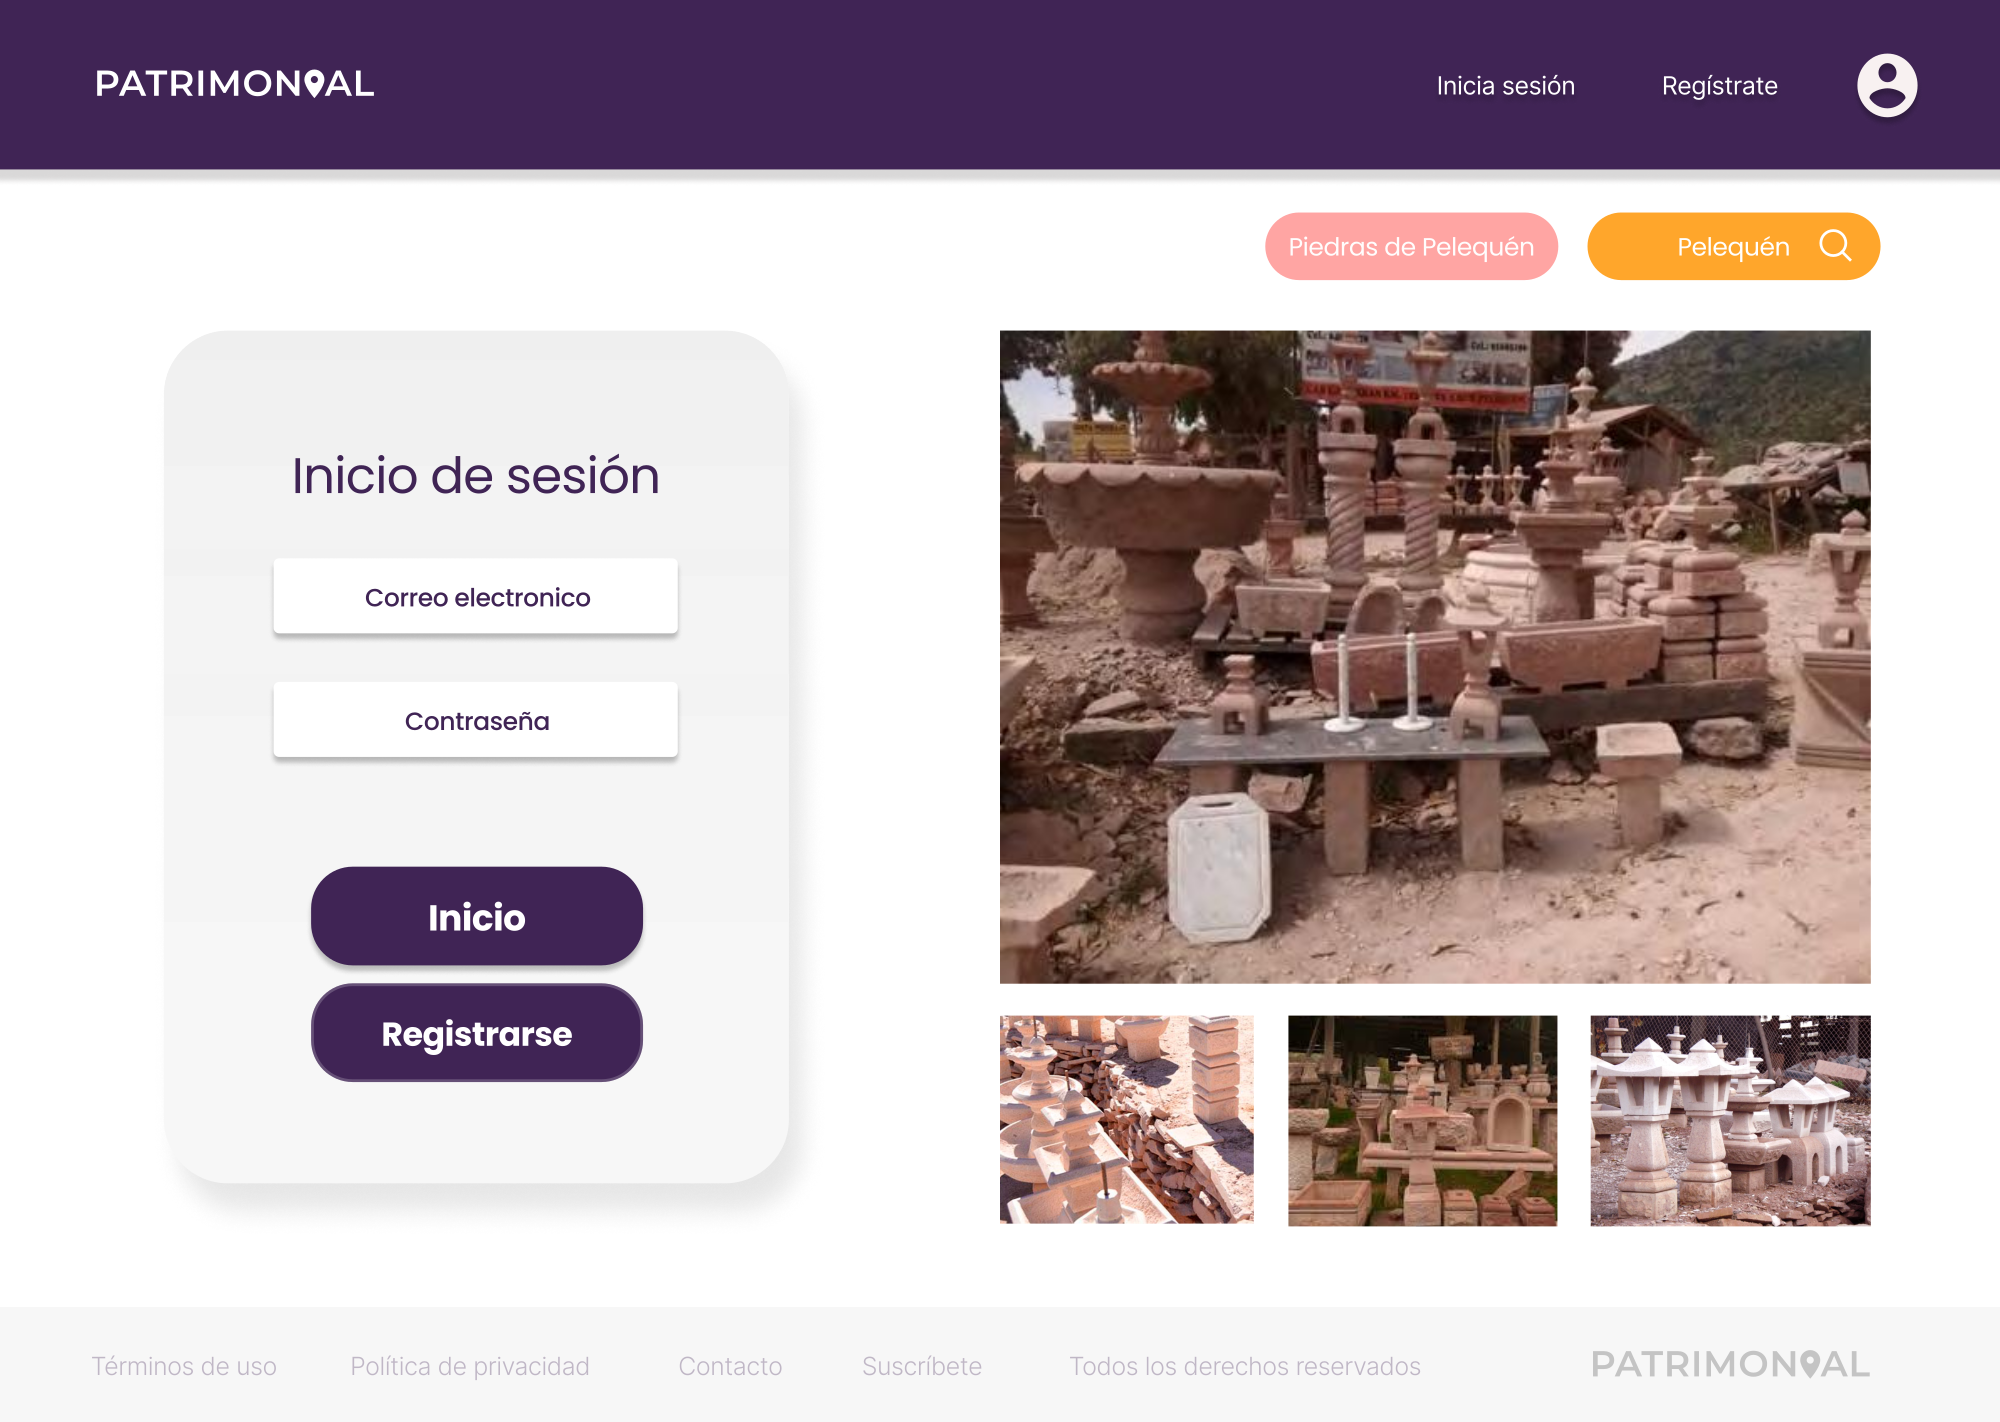 PATRIMONIAL
Inicia sesión
Regístrate
Piedras de Pelequén
Pelequén
Inicio de sesión
Correo electronico
Contraseña
Inicio
Registrarse
Términos de uso
Política de privacidad
Contacto
Suscríbete
Todos los derechos reservados
PATRIMONIAL